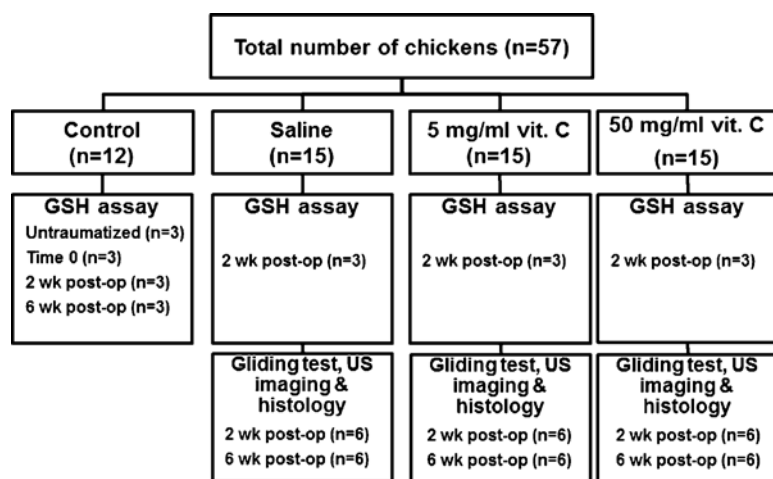 Total number of chickens (n=57)
Control
(n=12)
Saline
(n=15)
5 mg/ml vit. C
(n=15)
50 mg/ml vit. C
(n=15)
GSH assay
Untraumatized (n=3)
Time 0 (n=3)
2 wk post-op (n=3)
6 wk post-op (n=3)
GSH assay
2 wk post-op (n=3)
GSH assay
2 wk post-op (n=3)
GSH assay
2 wk post-op (n=3)
Gliding test, US
imaging &
histology
2 wk post-op (n=6)
6 wk post-op (n=6)
Gliding test, US
imaging &
histology
2 wk post-op (n=6)
6 wk post-op (n=6)
Gliding test, US
imaging &
histology
2 wk post-op (n=6)
6 wk post-op (n=6)